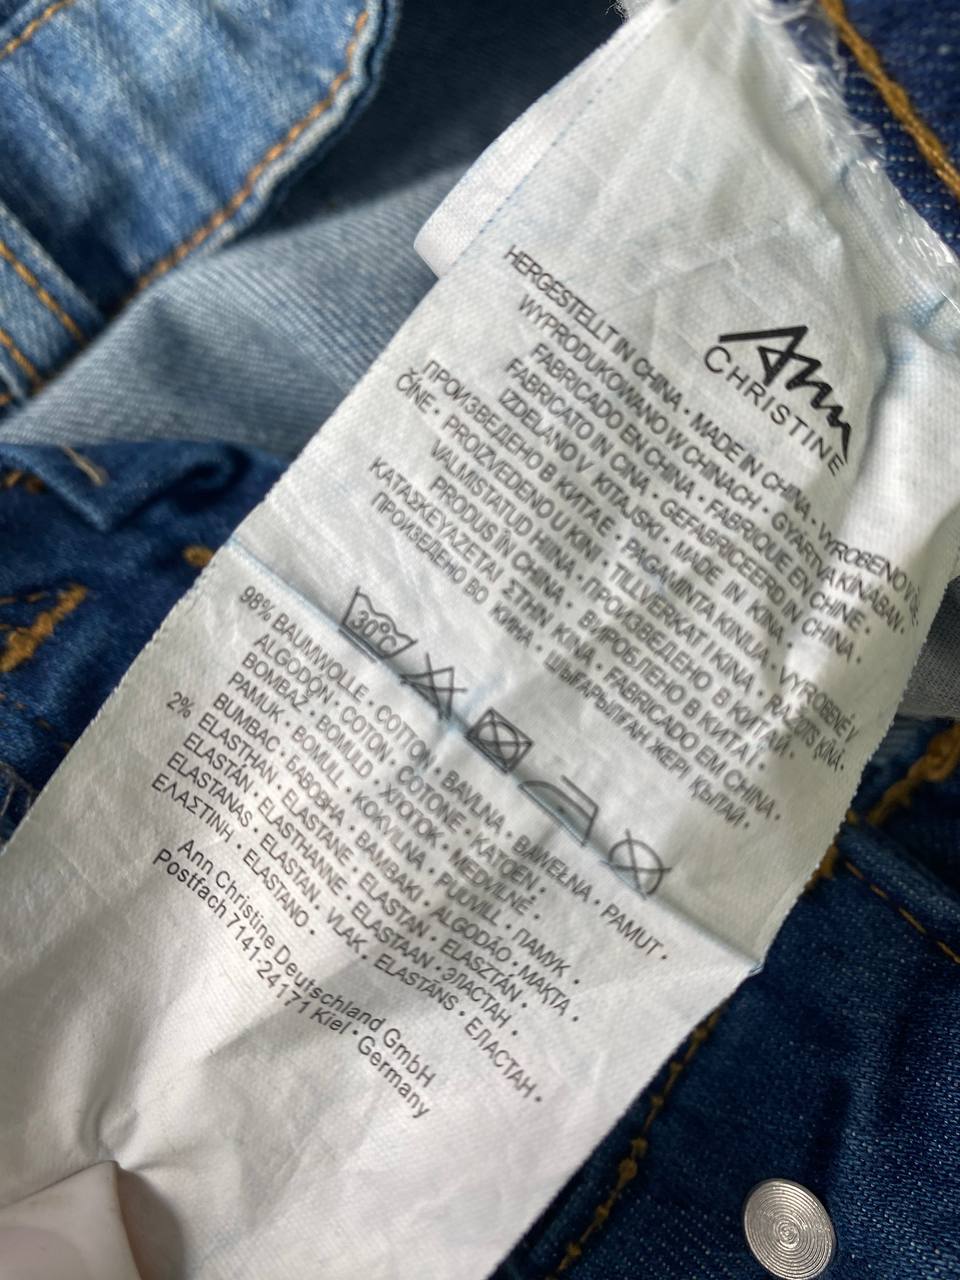 Ann
CHRISTINE
HERGESTELLT IN CHINA • MADE IN CHINA • VYROBENO V
WYPRODUKOWANO W CHINACH • GYÁRTVA KÍNÁBAN •
FABRICADO EN CHINA • FABRIQUE EN CHINE •
FABRICATO IN CINA • GEFABRICEERD IN CHINA •
IZDELANO V KITAJSKI • MADE IN KINA • VYROBENÉ V
ČÍNE • PROIZVEDENO U KINI • TILLVERKAT I KINA • RAŽOTS ĶĪNĀ •
ПРОИЗВЕДЕНО В КИТАЕ • PAGAMINTA KINIJA •
VALMISTATUD HIINA • ПРОИЗВЕДЕНО В КИТАЙ •
PRODUS ÎN CHINA • ВИРОБЛЕНО В КИТАЇ •
ΚΑΤΑΣΚΕΥΑΖΕΤΑΙ ΣΤΗΝ ΚΙΝΑ • FABRICADO EM CHINA •
ПРОИЗЕДЕНО ВО КИНА • ШЫҒАРЫЛҒАН ЖЕРІ ҚЫТАЙ •
30°C
98% BAUMWOLLE • COTTON • BAVLNA • BAWEŁNA • PAMUT •
ALGODÓN • COTON • COTONE • KATOEN •
BOMBAŽ • BOMULD • ХЛОПОК • MEDVILNĖ •
PAMUK • BOMULL • KOKVILNA • PUUVILL • ПАМУК •
BUMBAC • БАВОВНА • ΒΑΜΒΑΚΙ • ALGODÃO • МАҚТА •
2% ELASTHAN • ELASTANE • ELASTAN • ELASZTÁN •
ELASTÁN • ELASTHANNE • ELASTAAN • ЭЛАСТАН •
ELASTANAS • ELASTAN. VLAK. ELASTĀNS • ЕЛАСТАН •
ΕΛΑΣΤΙΝΗ • ELASTANO •
Ann Christine Deutschland GmbH
Postfach 7141-24171 Kiel • Germany